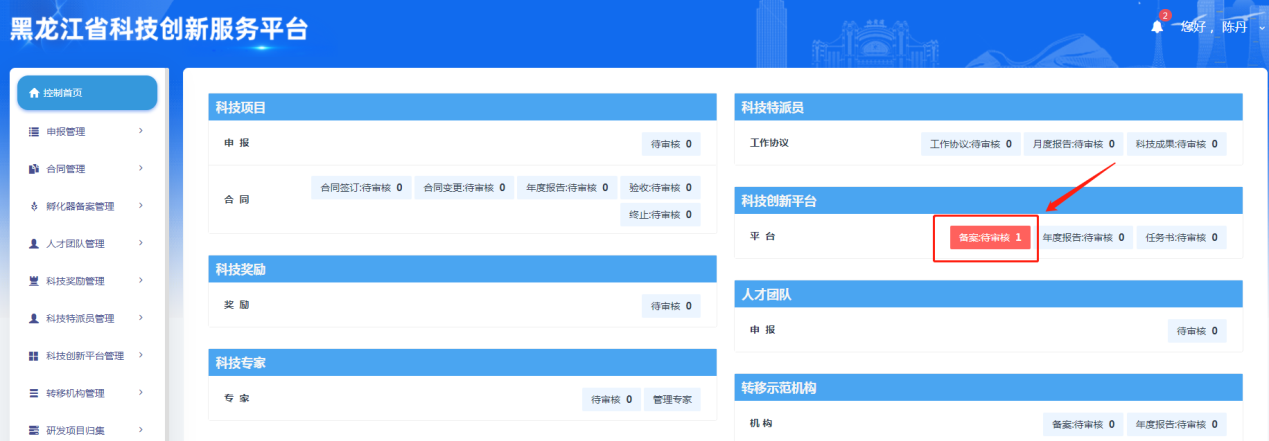 黑龙江省科技创新服务平台
2
您好，陈丹
控制首页
申报管理
合同管理
孵化器备案管理
人才团队管理
科技奖励管理
科技特派员管理
科技创新平台管理
转移机构管理
研发项目归集
科技项目
申 报
待审核 0
合 同
合同签订:待审核 0 合同变更:待审核 0 年度报告:待审核 0 验收:待审核 0
终止:待审核 0
科技奖励
奖 励
待审核 0
科技专家
专 家
待审核 0 管理专家
科技特派员
工作协议
工作协议:待审核 0 月度报告:待审核 0 科技成果:待审核 0
科技创新平台
平 台
备案:待审核 1 年度报告:待审核 0 任务书:待审核 0
人才团队
申 报
待审核 0
转移示范机构
机 构
备案:待审核 0 年度报告:待审核 0